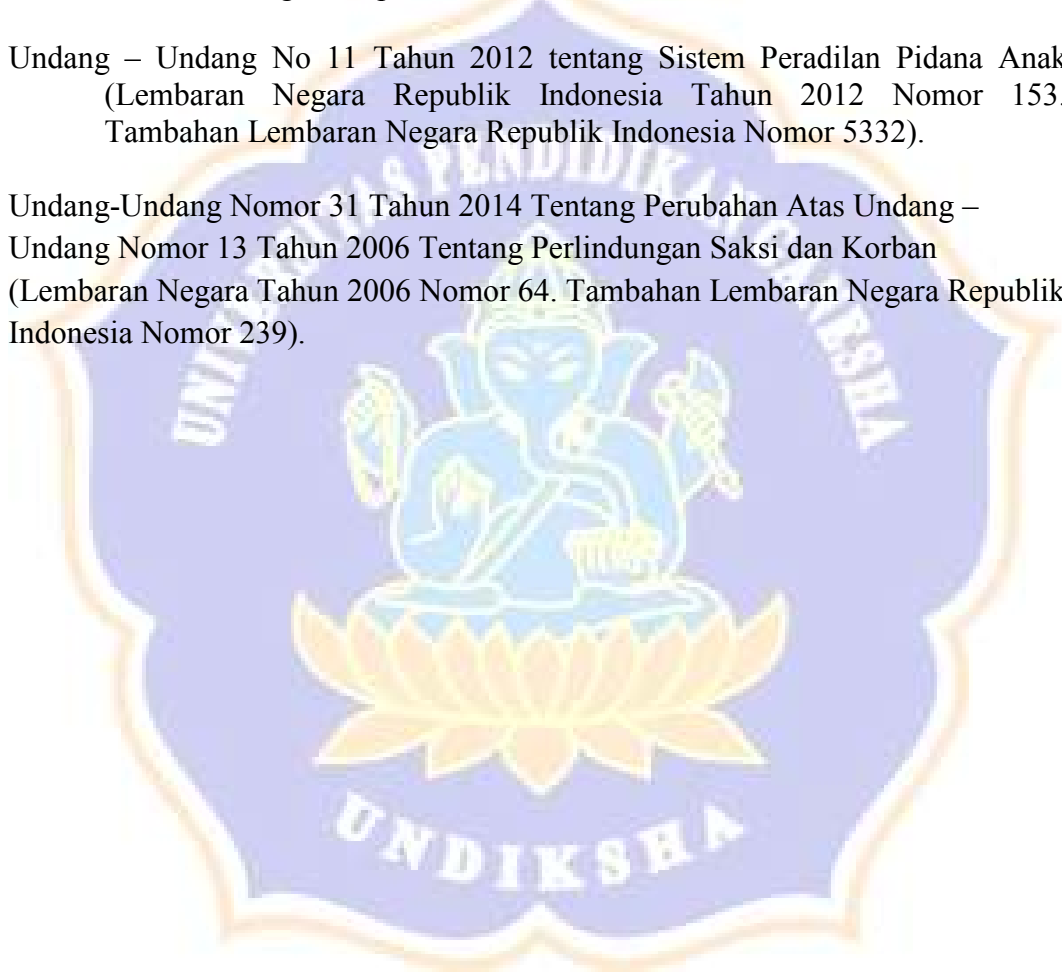 Undang – Undang No 11 Tahun 2012 tentang Sistem Peradilan Pidana Anak
(Lembaran Negara Republik Indonesia Tahun 2012 Nomor 153.
Tambahan Lembaran Negara Republik Indonesia Nomor 5332).
Undang-Undang Nomor 31 Tahun 2014 Tentang Perubahan Atas Undang –
Undang Nomor 13 Tahun 2006 Tentang Perlindungan Saksi dan Korban
(Lembaran Negara Tahun 2006 Nomor 64. Tambahan Lembaran Negara Republik
Indonesia Nomor 239).
UNIVERSITAS PENDIDIKAN GANESHA
UNDIKSHA